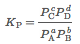 K_P = \frac{P_C^c P_D^d}{P_A^a P_B^b}